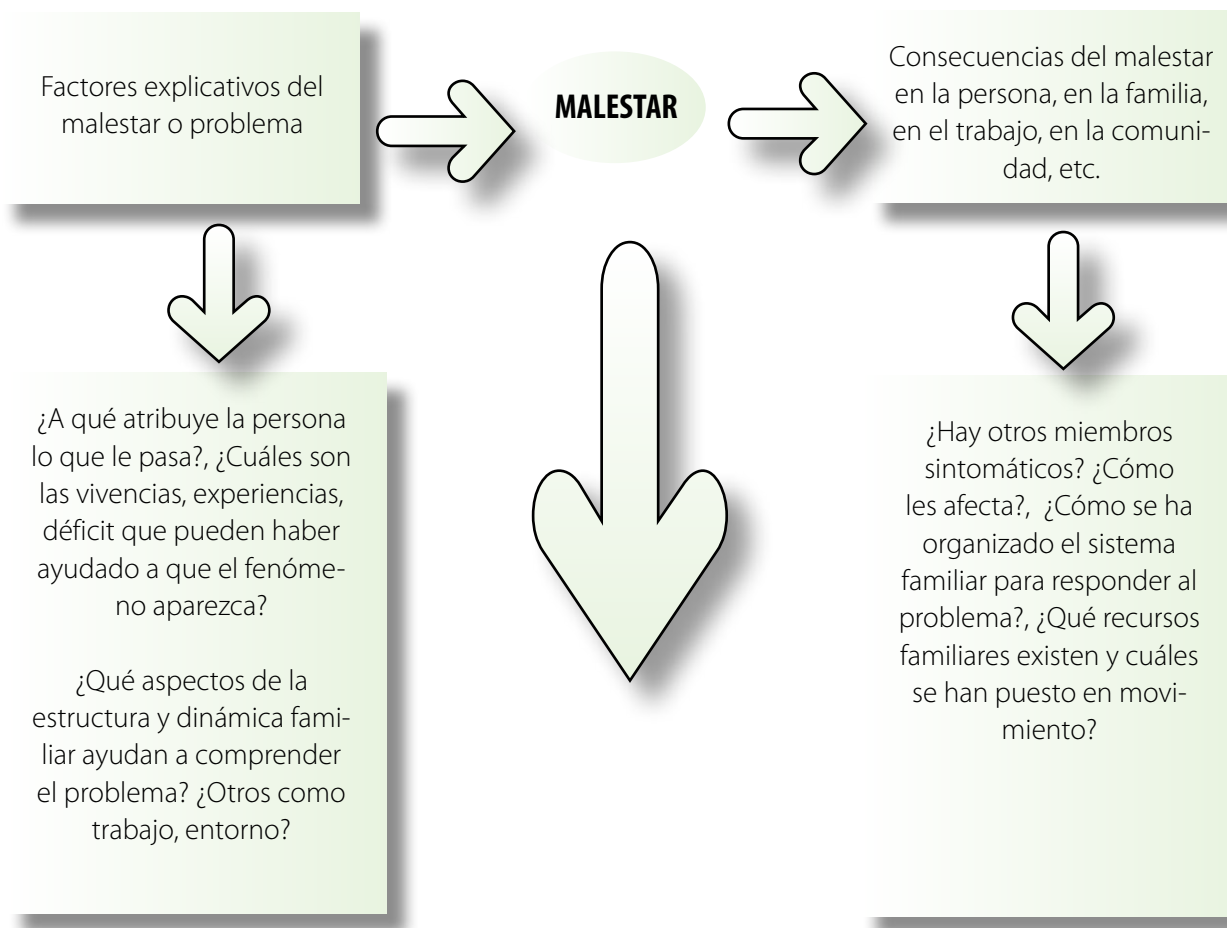 Factores explicativos del
malestar o problema
MALESTAR
Consecuencias del malestar
en la persona, en la familia,
en el trabajo, en la comuni-
dad, etc.
¿A qué atribuye la persona
lo que le pasa?, ¿Cuáles son
las vivencias, experiencias,
déficit que pueden haber
ayudado a que el fenóme-
no aparezca?
¿Qué aspectos de la
estructura y dinámica fami-
liar ayudan a comprender
el problema? ¿Otros como
trabajo, entorno?
¿Hay otros miembros
sintomáticos? ¿Cómo
les afecta?, ¿Cómo se ha
organizado el sistema
familiar para responder al
problema?, ¿Qué recursos
familiares existen y cuáles
se han puesto en movi-
miento?